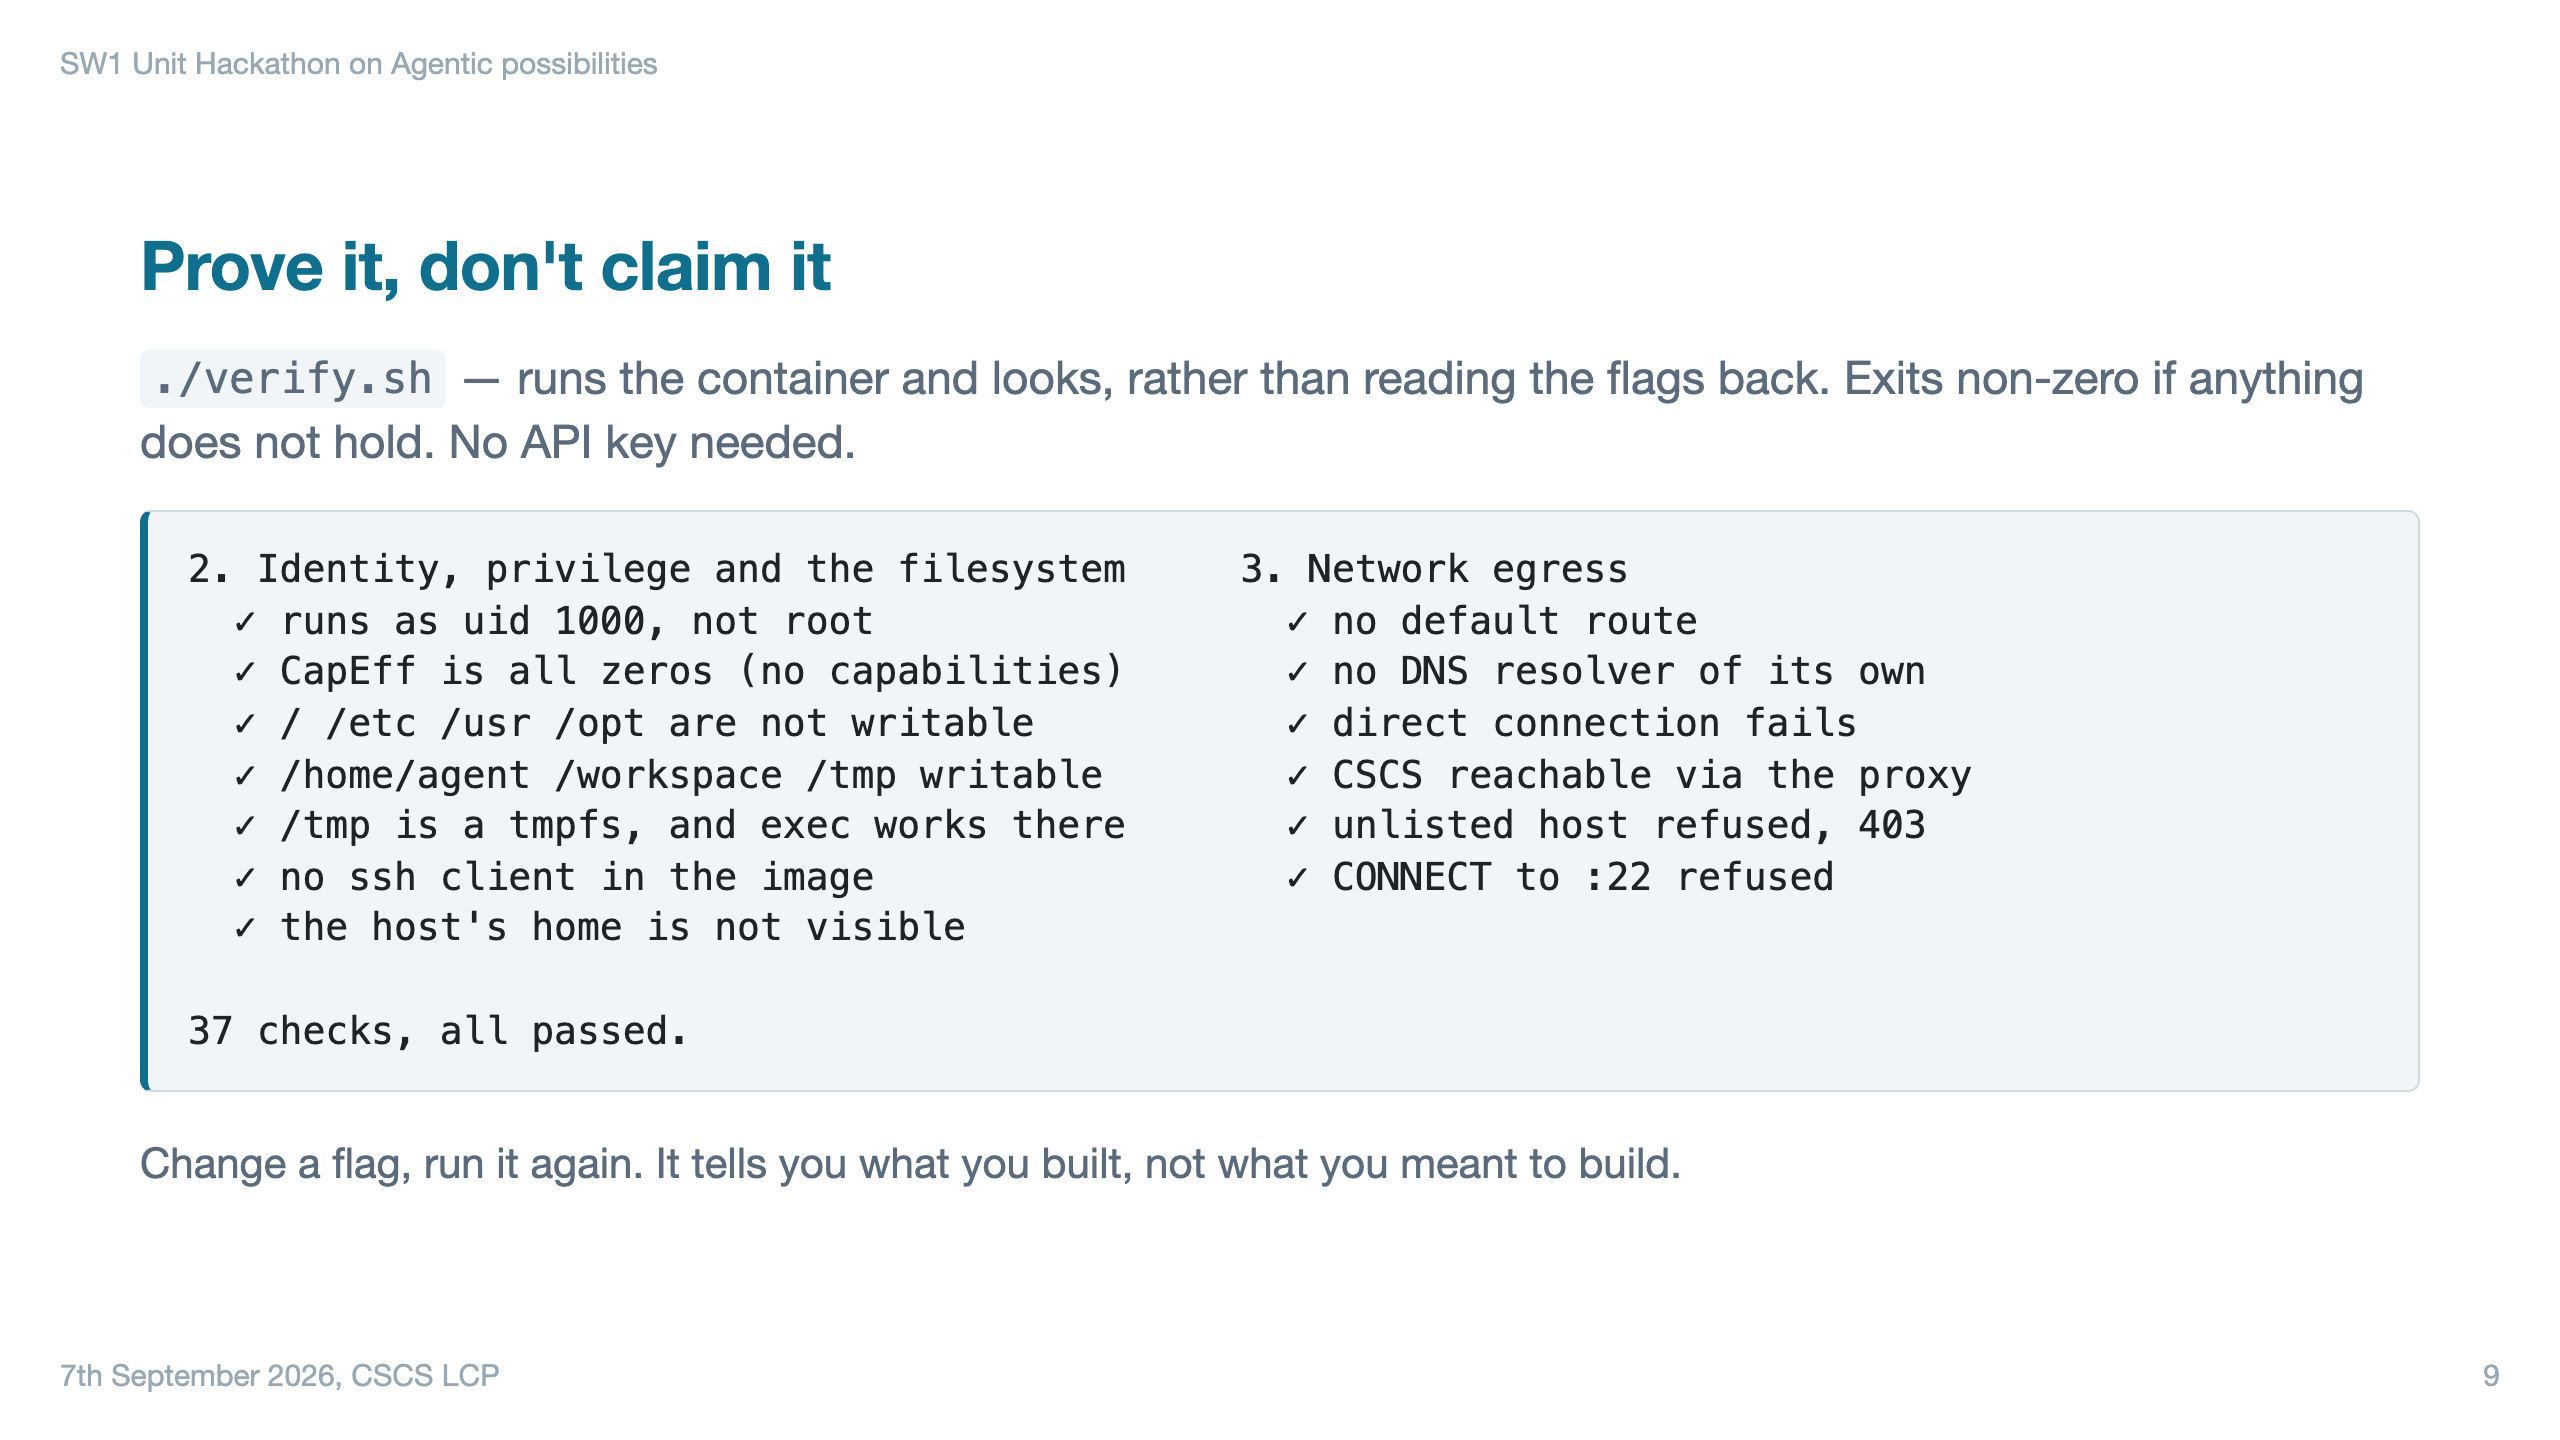 SW1 Unit Hackathon on Agentic possibilities
Prove it, don't claim it
./verify.sh — runs the container and looks, rather than reading the flags back. Exits non-zero if anything
does not hold. No API key needed.
2. Identity, privilege and the filesystem
✓ runs as uid 1000, not root
✓ CapEff is all zeros (no capabilities)
✓ / /etc /usr /opt are not writable
✓ /home/agent /workspace /tmp writable
✓ /tmp is a tmpfs, and exec works there
✓ no ssh client in the image
✓ the host's home is not visible
3. Network egress
✓ no default route
✓ no DNS resolver of its own
✓ direct connection fails
✓ CSCS reachable via the proxy
✓ unlisted host refused, 403
✓ CONNECT to :22 refused
37 checks, all passed.
Change a flag, run it again. It tells you what you built, not what you meant to build.
7th September 2026, CSCS LCP
9